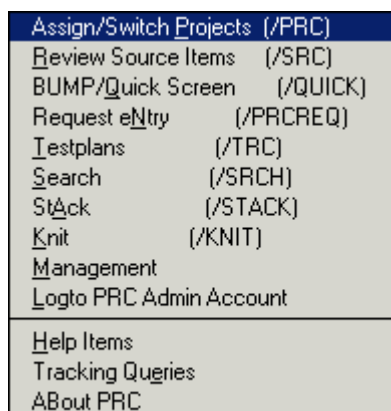 Assign/Switch Projects (/PRC)
Review Source Items (/SRC)
BUMP/Quick Screen (/QUICK)
Request eNtry (/PRCREQ)
Testplans (/TRC)
Search (/SRCH)
StAck (/STACK)
Knit (/KNIT)
Management
Logto PRC Admin Account
Help Items
Tracking Queries
ABout PRC